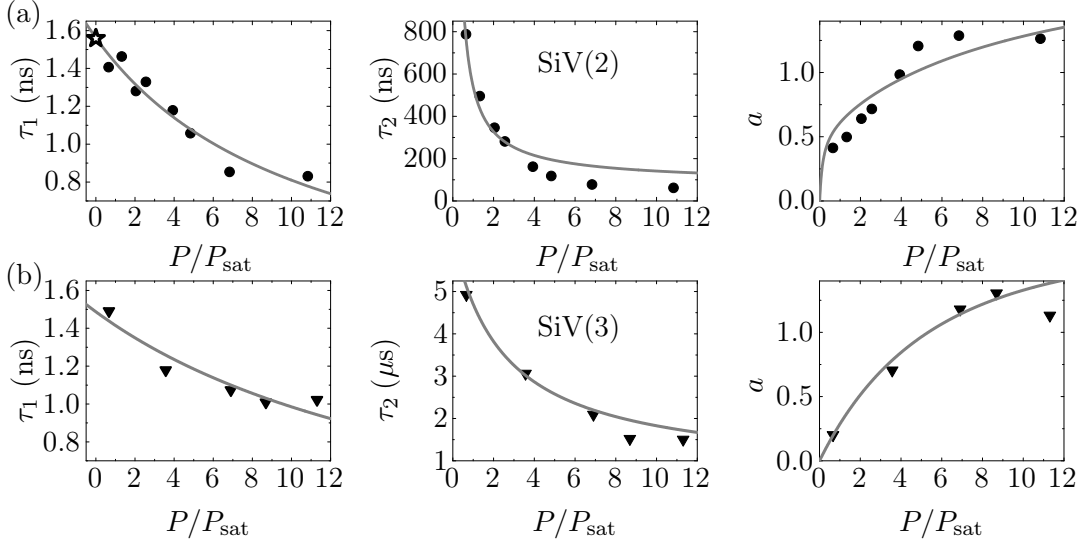 (a)
τ₁ (ns)
1.6
1.4
1.2
1.0
0.8
0 2 4 6 8 10 12
P/Pₛₐₜ
τ₂ (ns)
800
600
400
200
0
SiV(2)
0 2 4 6 8 10 12
P/Pₛₐₜ
a
1.0
0.5
0.0
0 2 4 6 8 10 12
P/Pₛₐₜ
(b)
τ₁ (ns)
1.6
1.4
1.2
1.0
0.8
0 2 4 6 8 10 12
P/Pₛₐₜ
τ₂ (μs)
5
4
3
2
1
SiV(3)
0 2 4 6 8 10 12
P/Pₛₐₜ
a
1.0
0.5
0.0
0 2 4 6 8 10 12
P/Pₛₐₜ